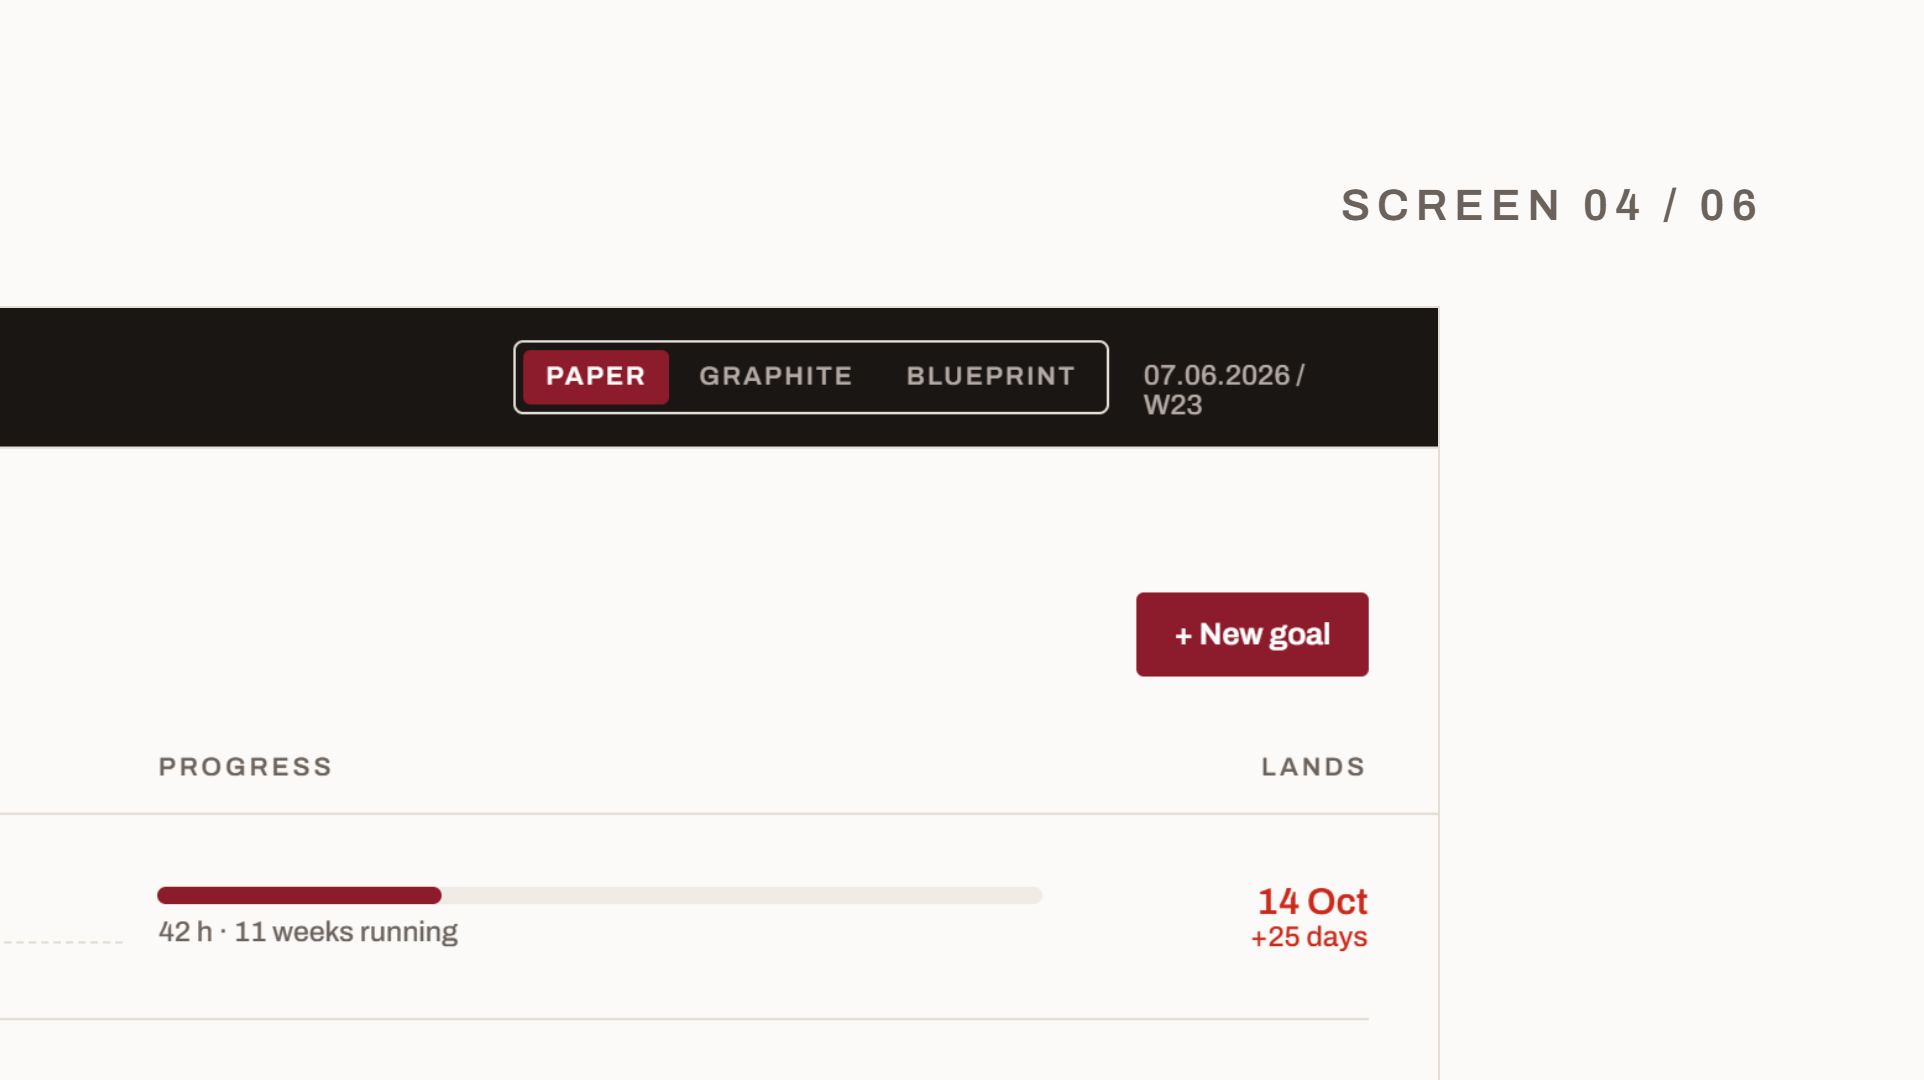 SCREEN 04 / 06
PAPER GRAPHITE BLUEPRINT
07.06.2026 /
W23
+ New goal
PROGRESS LANDS
14 Oct
42 h · 11 weeks running
+25 days